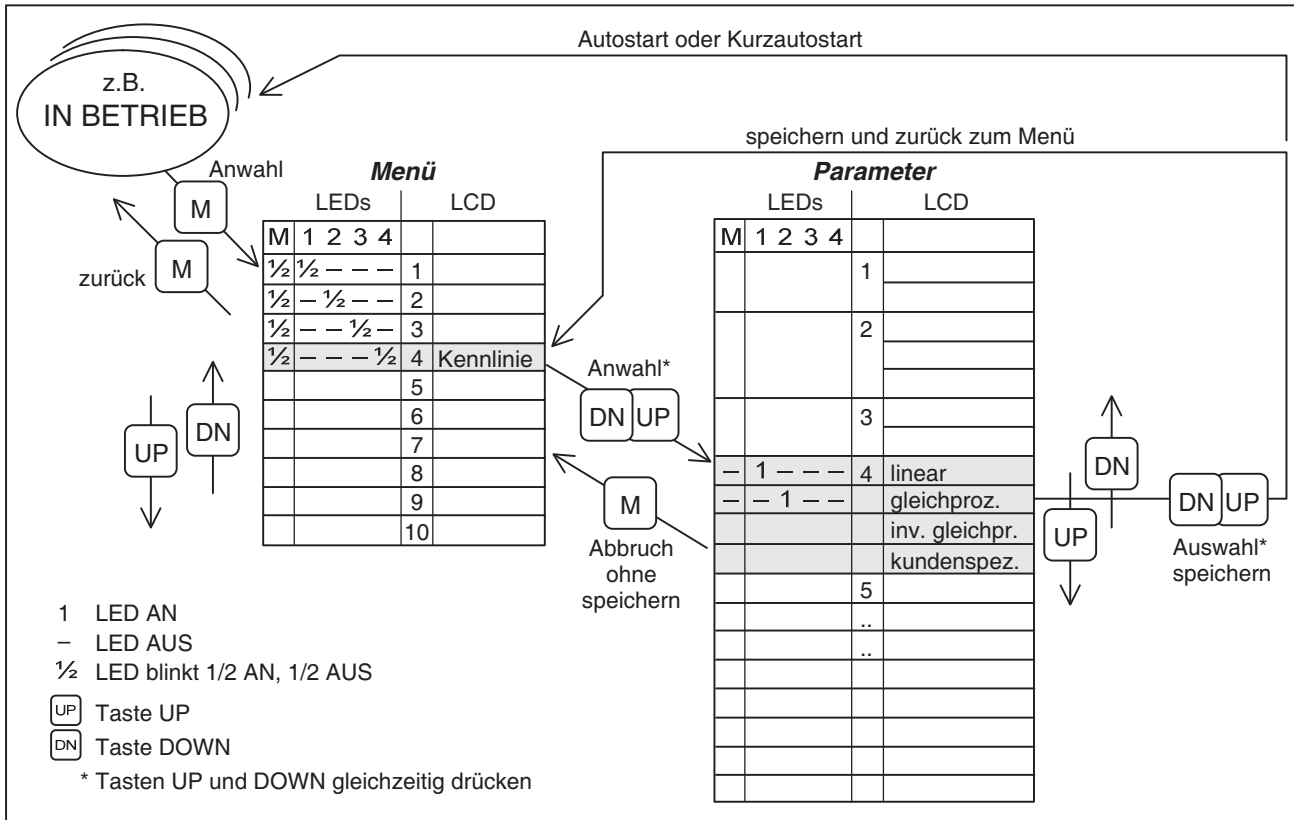 Autostart oder Kurzautostart
z.B.
IN BETRIEB
speichern und zurück zum Menü
Anwahl
M
zurück
M
Menü
LEDs LCD
M 1 2 3 4
½ ½ – – – 1
½ – ½ – – 2
½ – – ½ – 3
½ – – – ½ 4 Kennlinie
5
6
7
8
9
10
UP
DN
Anwahl*
DN UP
M
Abbruch
ohne
speichern
Parameter
LEDs LCD
M 1 2 3 4
1
2
3
– 1 – – – 4 linear
– – 1 – – gleichproz.
inv. gleichpr.
kundenspez.
5
..
..
DN
UP
DN UP
Auswahl*
speichern
1 LED AN
– LED AUS
½ LED blinkt 1/2 AN, 1/2 AUS
UP Taste UP
DN Taste DOWN
* Tasten UP und DOWN gleichzeitig drücken